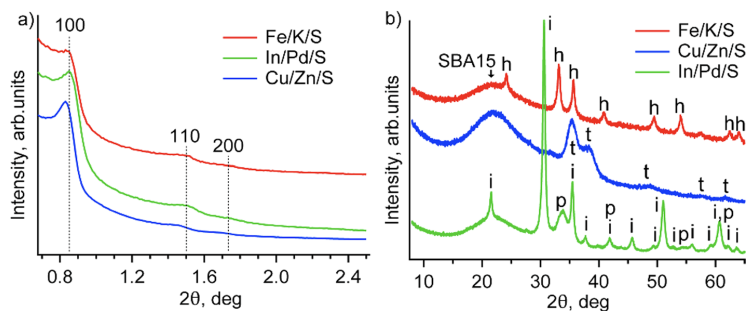 a)
100
Fe/K/S
In/Pd/S
Cu/Zn/S
110
200
Intensity, arb.units
0.8 1.2 1.6 2.0 2.4
2θ, deg
b)
i
Fe/K/S
Cu/Zn/S
In/Pd/S
SBA15
h h h h h h hh
t t t t t
i p i i p i i p i i p i i
Intensity, arb.units
10 20 30 40 50 60
2θ, deg